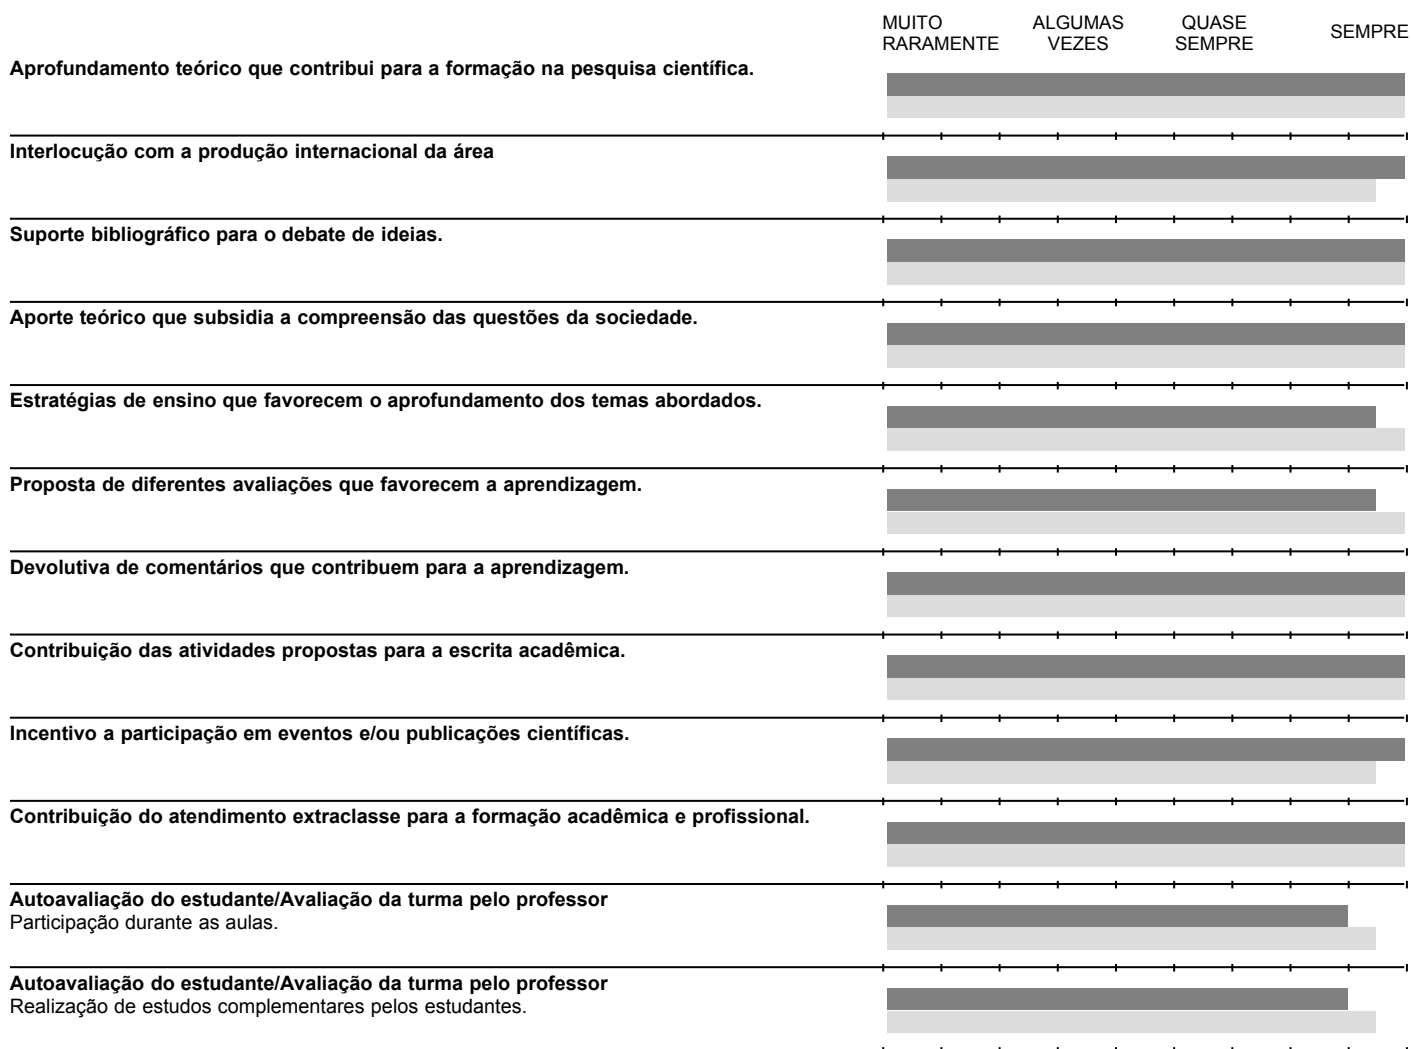 MUITO RARAMENTE
ALGUMAS VEZES
QUASE SEMPRE
SEMPRE
Aprofundamento teórico que contribui para a formação na pesquisa científica.
Interlocução com a produção internacional da área
Suporte bibliográfico para o debate de ideias.
Aporte teórico que subsidia a compreensão das questões da sociedade.
Estratégias de ensino que favorecem o aprofundamento dos temas abordados.
Proposta de diferentes avaliações que favorecem a aprendizagem.
Devolutiva de comentários que contribuem para a aprendizagem.
Contribuição das atividades propostas para a escrita acadêmica.
Incentivo a participação em eventos e/ou publicações científicas.
Contribuição do atendimento extraclasse para a formação acadêmica e profissional.
Autoavaliação do estudante/Avaliação da turma pelo professor
Participação durante as aulas.
Autoavaliação do estudante/Avaliação da turma pelo professor
Realização de estudos complementares pelos estudantes.